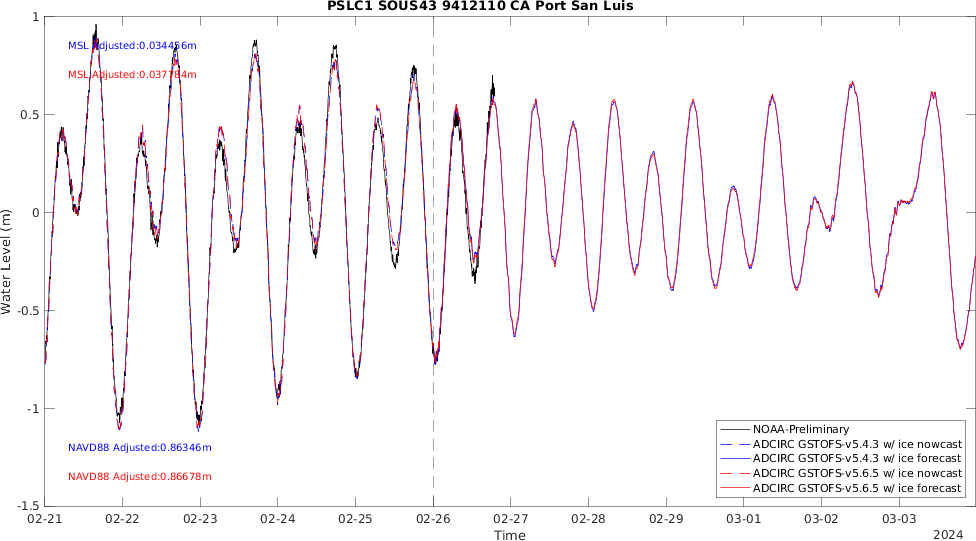 PSLC1 SOUS43 9412110 CA Port San Luis
1
0.5
0
-0.5
-1
-1.5
Water Level (m)
MSL Adjusted:0.034456m
MSL Adjusted:0.037784m
NAVD88 Adjusted:0.86346m
NAVD88 Adjusted:0.86678m
NOAA-Preliminary
ADCIRC GSTOFS-v5.4.3 w/ ice nowcast
ADCIRC GSTOFS-v5.4.3 w/ ice forecast
ADCIRC GSTOFS-v5.6.5 w/ ice nowcast
ADCIRC GSTOFS-v5.6.5 w/ ice forecast
02-21 02-22 02-23 02-24 02-25 02-26 02-27 02-28 02-29 03-01 03-02 03-03
Time
2024